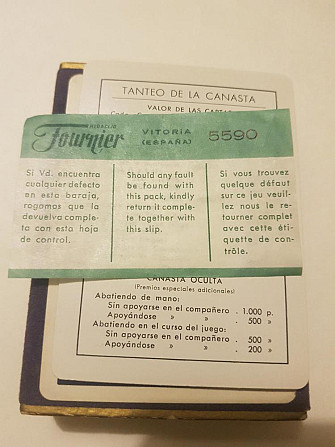 TANTEO DE LA CANASTA
VALOR DE LAS
HERACLIO
Fournier
VITORIA
(ESPAÑA)
5590
Si Vd. encuentra
cualquier defecto
en esta baraja,
rogamos que la
devuelva comple-
ta con esta hoja
de control.
Should any fault
be found with
this pack, kindly
return it comple-
te together with
this slip.
Si vous trouvez
quelque défaut
sur ce jeu veuil-
lez nous le re-
tourner complet
avec cette éti-
quette de con-
trôle.
CANASTA OCULTA
(Premios especiales adicionales)
Abatiendo de mano:
Sin apoyarse en el compañero . 1.000 p.
Apoyándose » » . 500 »
Abatiendo en el curso del juego:
Sin apoyarse en el compañero . 500 »
Apoyándose » » . 200 »